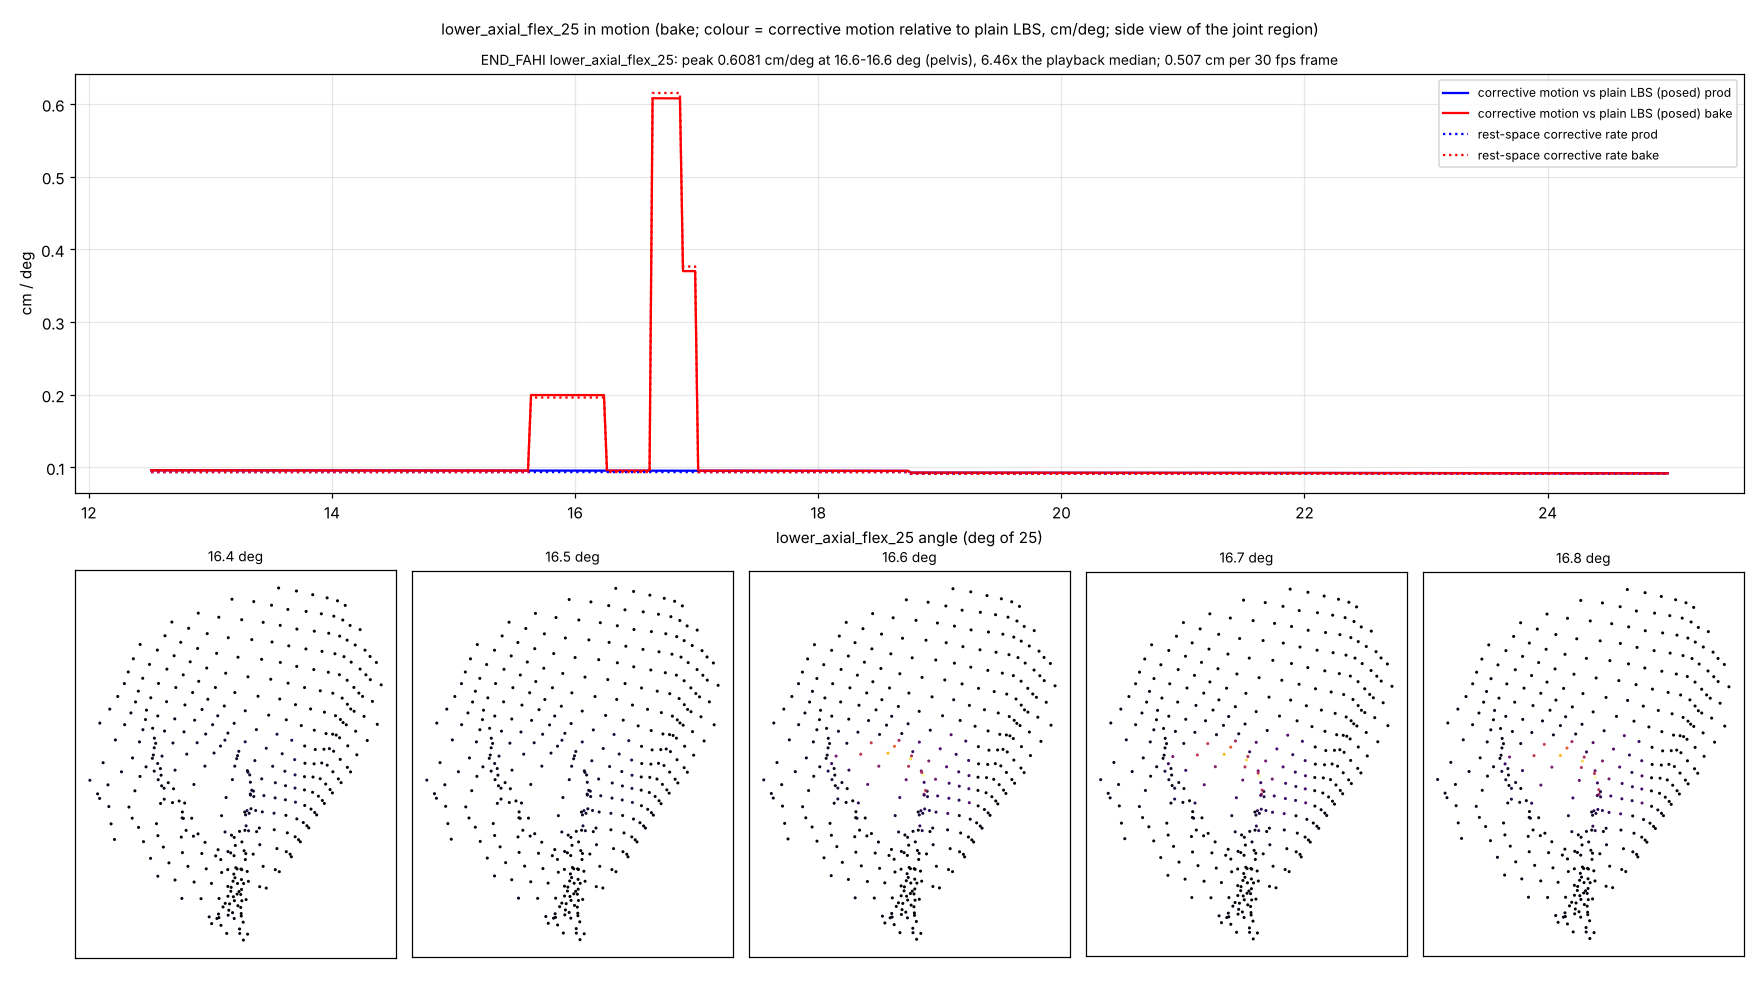 lower_axial_flex_25 in motion (bake; colour = corrective motion relative to plain LBS, cm/deg; side view of the joint region)
END_FAHI lower_axial_flex_25: peak 0.6081 cm/deg at 16.6-16.6 deg (pelvis), 6.46x the playback median; 0.507 cm per 30 fps frame
corrective motion vs plain LBS (posed) prod
corrective motion vs plain LBS (posed) bake
rest-space corrective rate prod
rest-space corrective rate bake
cm / deg
0.6
0.5
0.4
0.3
0.2
0.1
12 14 16 18 20 22 24
lower_axial_flex_25 angle (deg of 25)
16.4 deg 16.5 deg 16.6 deg 16.7 deg 16.8 deg